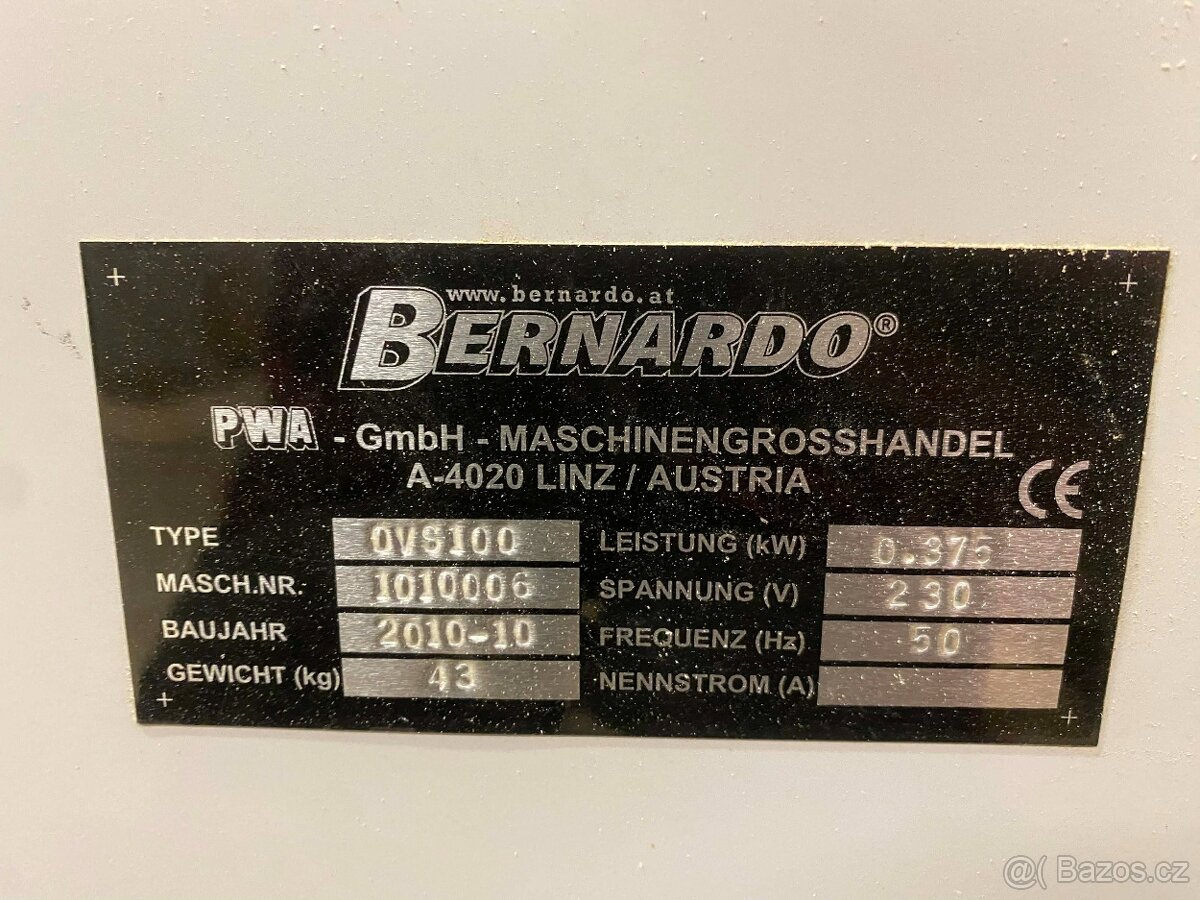 www.bernardo.at
BERNARDO®
PWA - GmbH - MASCHINENGROSSHANDEL
A-4020 LINZ / AUSTRIA
CE
TYPE OVS100 LEISTUNG (kW) 0.375
MASCH.NR. 1010006 SPANNUNG (V) 230
BAUJAHR 2010-10 FREQUENZ (Hz) 50
GEWICHT (kg) 43 NENNSTROM (A)
@( Bazos.cz